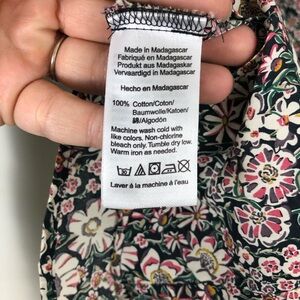 Made in Madagascar
Fabriqué en Madagascar
Produkt aus Madagascar
Vervaardigd in Madagascar
Hecho en Madagascar
100% Cotton/Coton/
Baumwolle/Katoen/
綿/Algodón
Machine wash cold with
like colors. Non-chlorine
bleach only. Tumble dry low.
Warm iron as needed.
Laver à la machine à l'eau